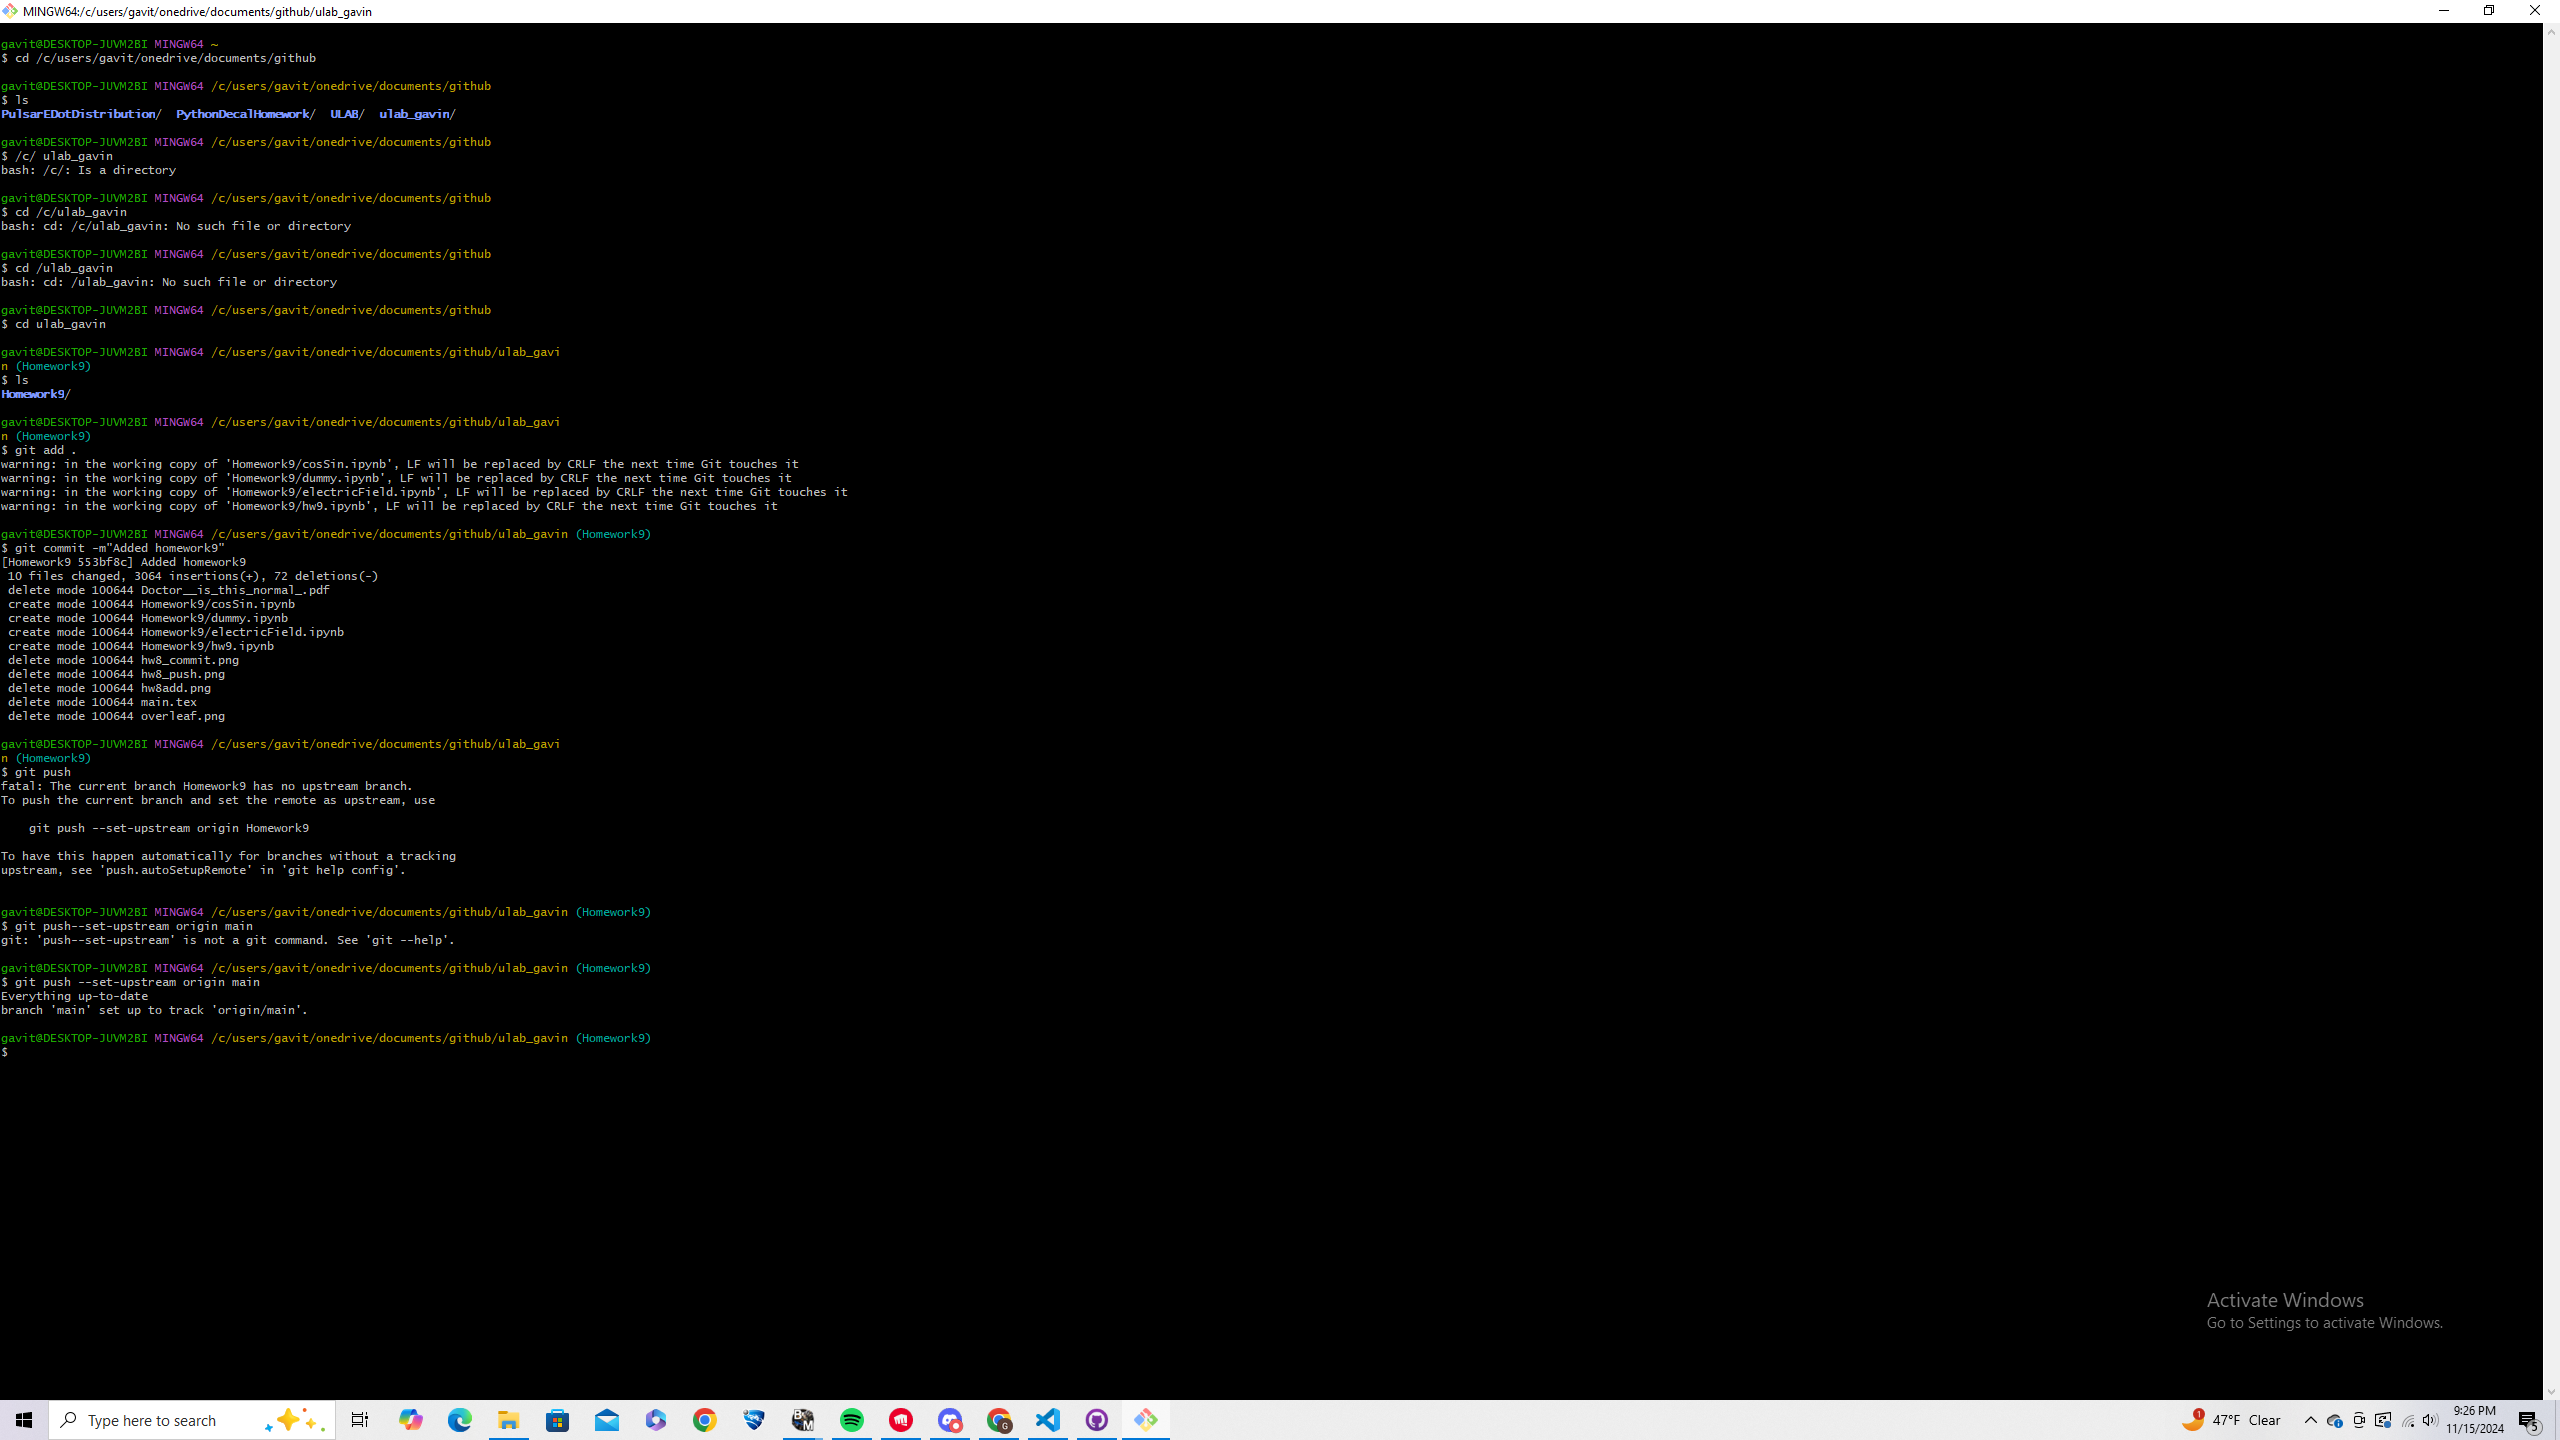 MINGW64:/c/users/gavit/onedrive/documents/github/ulab_gavin
gavit@DESKTOP-JUVM2BI MINGW64 ~
$ cd /c/users/gavit/onedrive/documents/github
gavit@DESKTOP-JUVM2BI MINGW64 /c/users/gavit/onedrive/documents/github
$ ls
PulsarEDotDistribution/  PythonDecalHomework/  ULAB/  ulab_gavin/
gavit@DESKTOP-JUVM2BI MINGW64 /c/users/gavit/onedrive/documents/github
$ /c/ ulab_gavin
bash: /c/: Is a directory
gavit@DESKTOP-JUVM2BI MINGW64 /c/users/gavit/onedrive/documents/github
$ cd /c/ulab_gavin
bash: cd: /c/ulab_gavin: No such file or directory
gavit@DESKTOP-JUVM2BI MINGW64 /c/users/gavit/onedrive/documents/github
$ cd /ulab_gavin
bash: cd: /ulab_gavin: No such file or directory
gavit@DESKTOP-JUVM2BI MINGW64 /c/users/gavit/onedrive/documents/github
$ cd ulab_gavin
gavit@DESKTOP-JUVM2BI MINGW64 /c/users/gavit/onedrive/documents/github/ulab_gavi
n (Homework9)
$ ls
Homework9/
gavit@DESKTOP-JUVM2BI MINGW64 /c/users/gavit/onedrive/documents/github/ulab_gavi
n (Homework9)
$ git add .
warning: in the working copy of 'Homework9/cosSin.ipynb', LF will be replaced by CRLF the next time Git touches it
warning: in the working copy of 'Homework9/dummy.ipynb', LF will be replaced by CRLF the next time Git touches it
warning: in the working copy of 'Homework9/electricField.ipynb', LF will be replaced by CRLF the next time Git touches it
warning: in the working copy of 'Homework9/hw9.ipynb', LF will be replaced by CRLF the next time Git touches it
gavit@DESKTOP-JUVM2BI MINGW64 /c/users/gavit/onedrive/documents/github/ulab_gavin (Homework9)
$ git commit -m"Added homework9"
[Homework9 553bf8c] Added homework9
 10 files changed, 3064 insertions(+), 72 deletions(-)
 delete mode 100644 Doctor__is_this_normal_.pdf
 create mode 100644 Homework9/cosSin.ipynb
 create mode 100644 Homework9/dummy.ipynb
 create mode 100644 Homework9/electricField.ipynb
 create mode 100644 Homework9/hw9.ipynb
 delete mode 100644 hw8_commit.png
 delete mode 100644 hw8_push.png
 delete mode 100644 hw8add.png
 delete mode 100644 main.tex
 delete mode 100644 overleaf.png
gavit@DESKTOP-JUVM2BI MINGW64 /c/users/gavit/onedrive/documents/github/ulab_gavi
n (Homework9)
$ git push
fatal: The current branch Homework9 has no upstream branch.
To push the current branch and set the remote as upstream, use
    git push --set-upstream origin Homework9
To have this happen automatically for branches without a tracking
upstream, see 'push.autoSetupRemote' in 'git help config'.
gavit@DESKTOP-JUVM2BI MINGW64 /c/users/gavit/onedrive/documents/github/ulab_gavin (Homework9)
$ git push--set-upstream origin main
git: 'push--set-upstream' is not a git command. See 'git --help'.
gavit@DESKTOP-JUVM2BI MINGW64 /c/users/gavit/onedrive/documents/github/ulab_gavin (Homework9)
$ git push --set-upstream origin main
Everything up-to-date
branch 'main' set up to track 'origin/main'.
gavit@DESKTOP-JUVM2BI MINGW64 /c/users/gavit/onedrive/documents/github/ulab_gavin (Homework9)
$
Activate Windows
Go to Settings to activate Windows.
Type here to search
1
47°F Clear
9:26 PM
11/15/2024
5